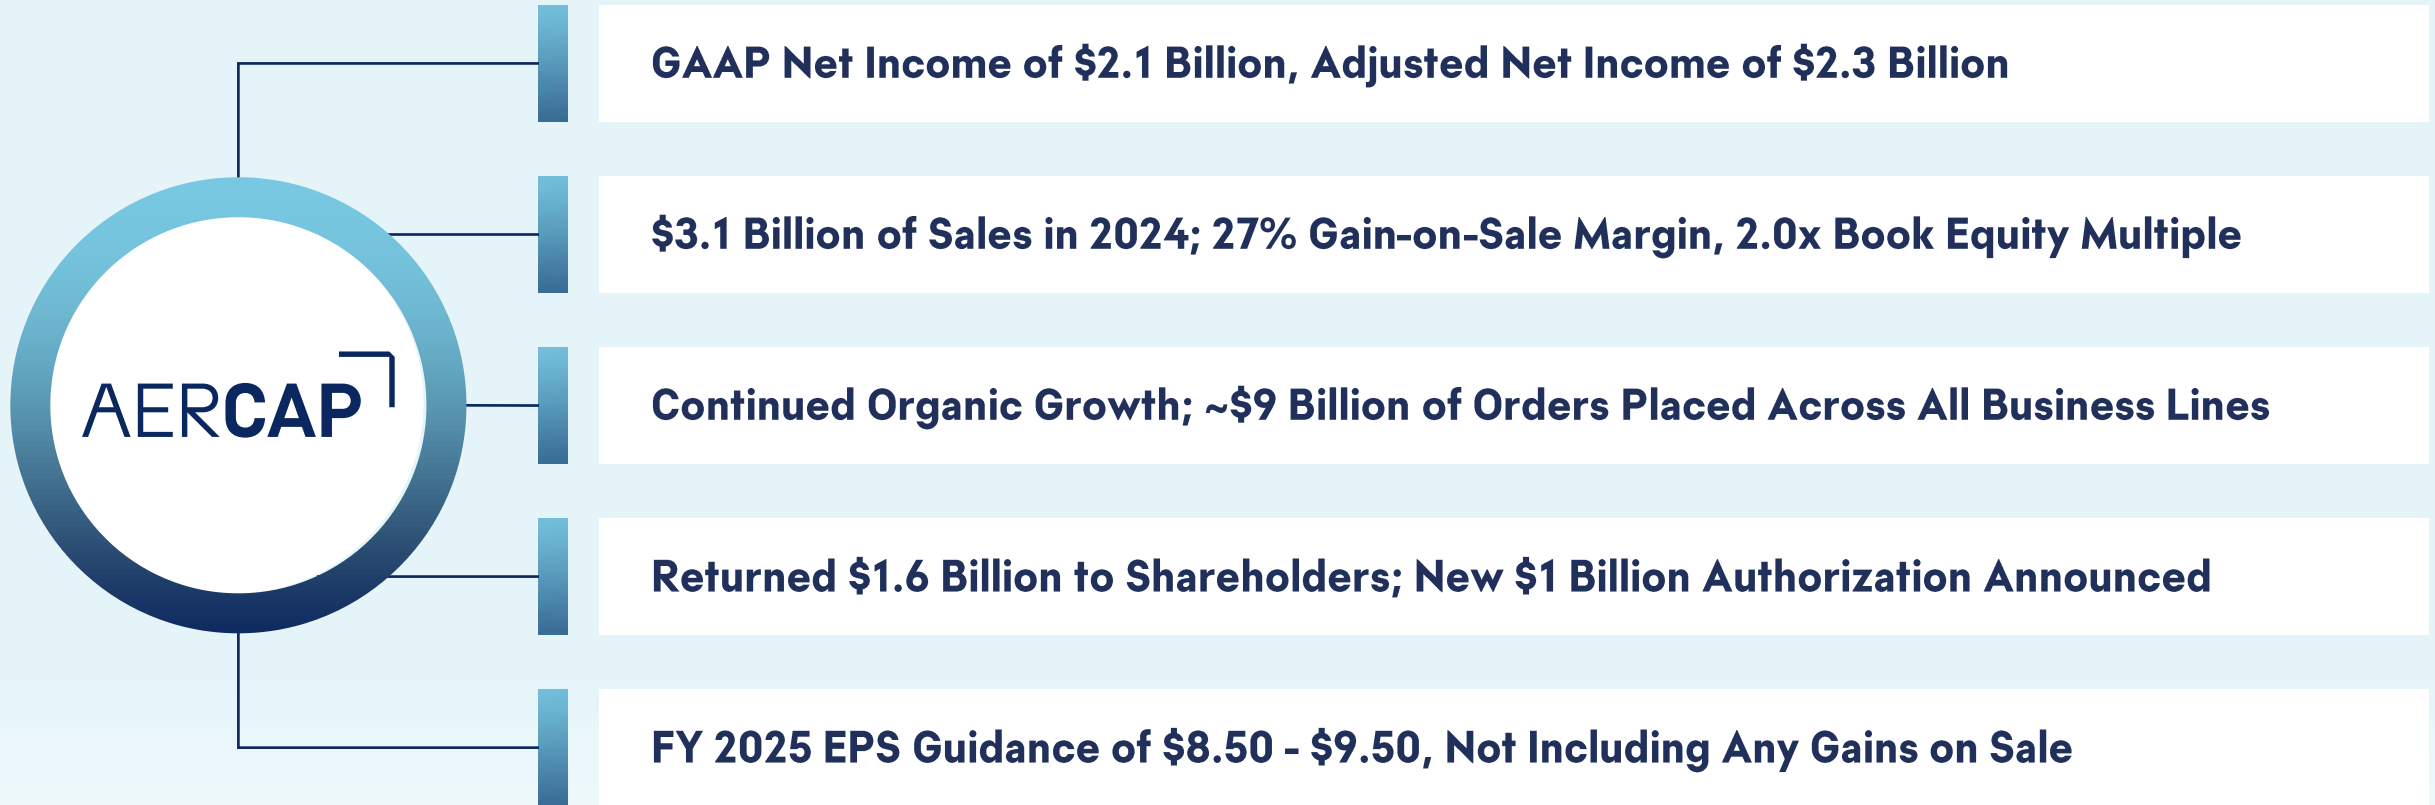 GAAP Net Income of $2.1 Billion, Adjusted Net Income of $2.3 Billion
$3.1 Billion of Sales in 2024; 27% Gain-on-Sale Margin, 2.0x Book Equity Multiple
AERCAP
Continued Organic Growth; ~$9 Billion of Orders Placed Across All Business Lines
Returned $1.6 Billion to Shareholders; New $1 Billion Authorization Announced
FY 2025 EPS Guidance of $8.50 - $9.50, Not Including Any Gains on Sale